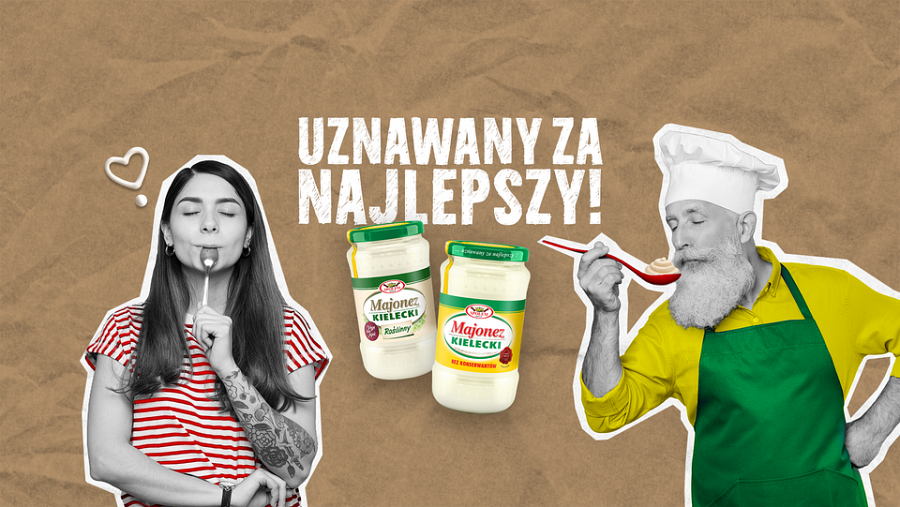 UZNAWANY ZA
NAJLEPSZY!
Majonez
KIELECKI
Roślinny
Majonez
KIELECKI
BEZ KONSERWANTÓW